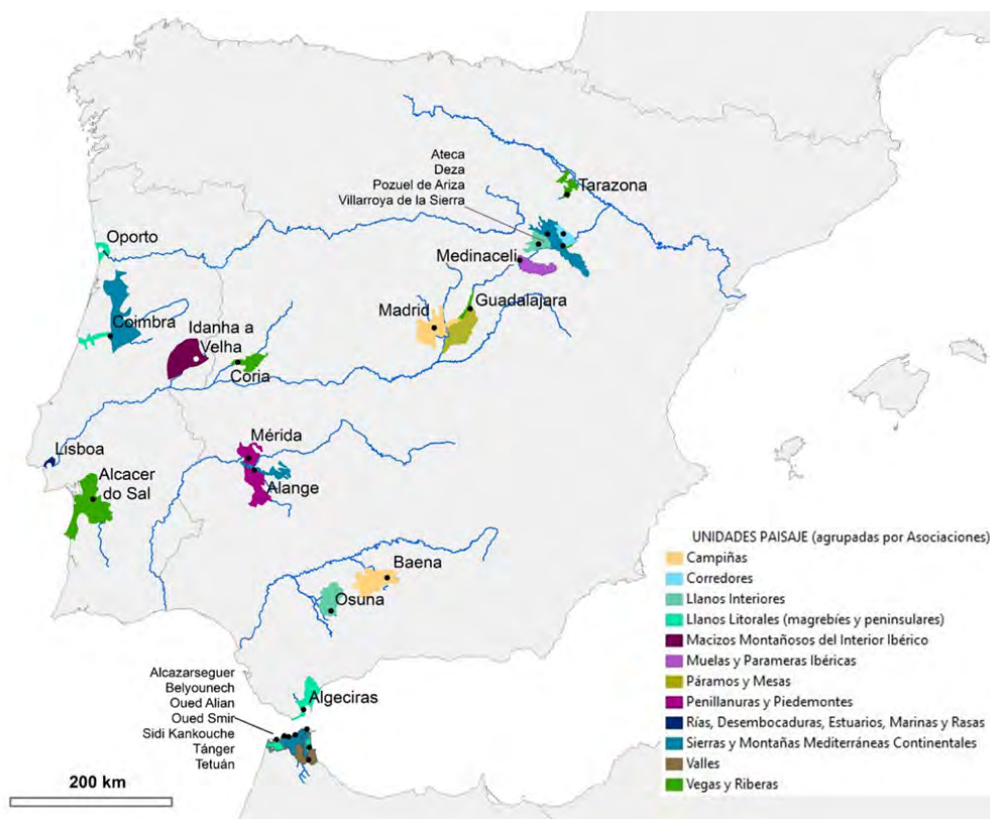 Ateca
Deza
Pozuel de Ariza
Villarroya de la Sierra
Tarazona
Oporto
Medinaceli
Madrid
Guadalajara
Coimbra
Idanha a
Velha
Coria
Lisboa
Mérida
Alcacer
do Sal
Alange
Baena
Osuna
Alcazarseguer
Belyounech
Oued Alian
Oued Smir
Sidi Kankouche
Tánger
Tetuán
Algeciras
200 km
UNIDADES PAISAJE (agrupadas por Asociaciones)
Campiñas
Corredores
Llanos Interiores
Llanos Litorales (magrebíes y peninsulares)
Macizos Montañosos del Interior Ibérico
Muelas y Parameras Ibéricas
Páramos y Mesas
Penillanuras y Piedemontes
Rías, Desembocaduras, Estuarios, Marinas y Rasas
Sierras y Montañas Mediterráneas Continentales
Valles
Vegas y Riberas